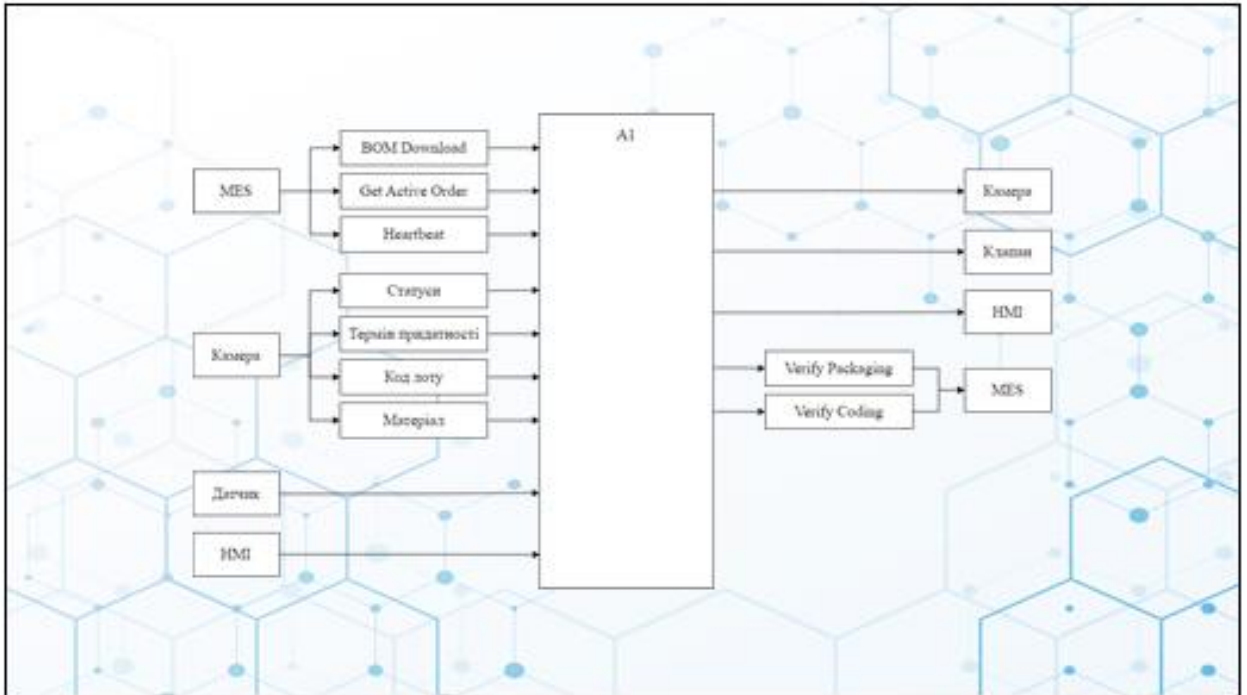 A1
MES
BOM Download
Get Active Order
Heartbeat
Камера
Статуси
Термін придатності
Код лоту
Матеріал
Датчик
HMI
Камера
Клапан
HMI
Verify Packaging
Verify Coding
MES